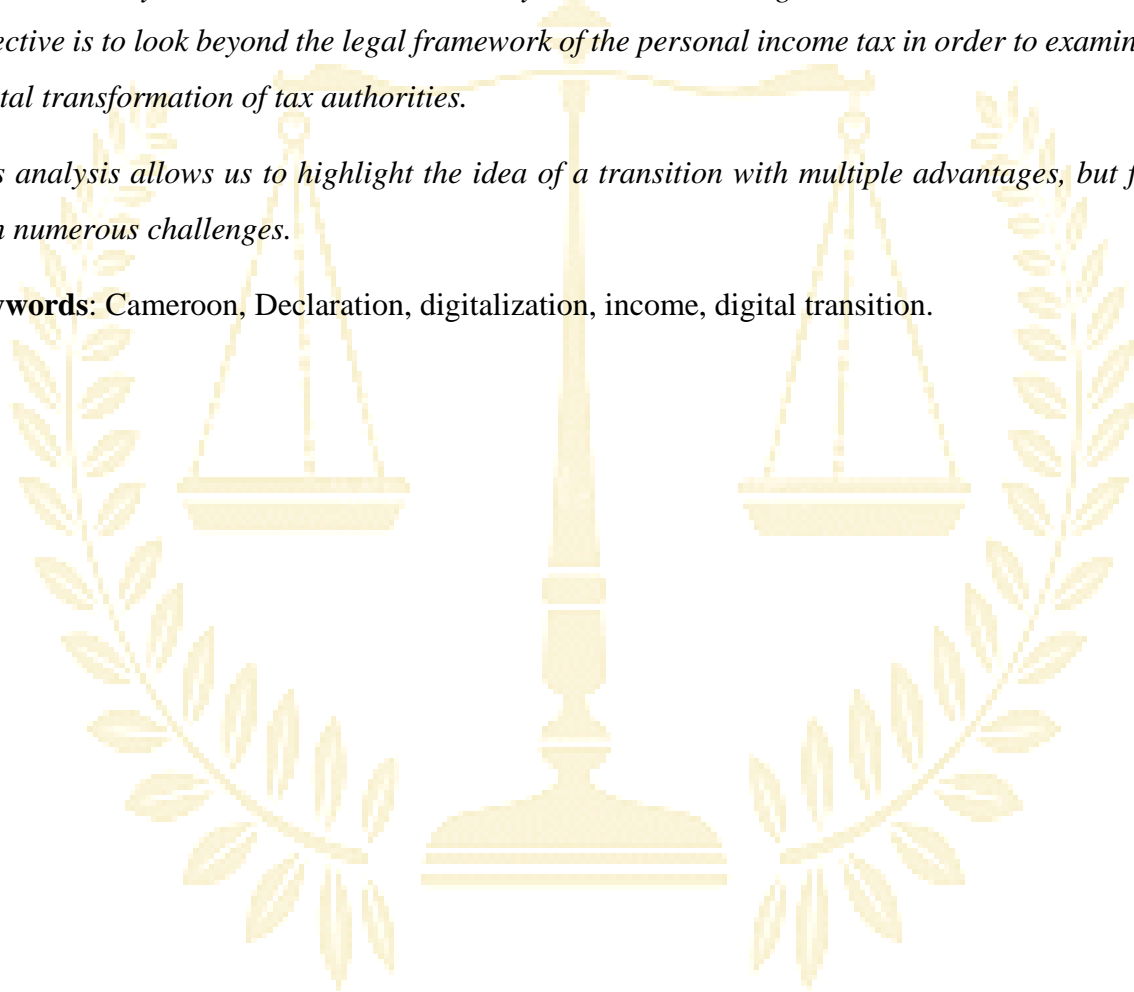 ective is to look beyond the legal framework of the personal income tax in order to examin
tal transformation of tax authorities.
s analysis allows us to highlight the idea of a transition with multiple advantages, but f
n numerous challenges.
ywords: Cameroon, Declaration, digitalization, income, digital transition.